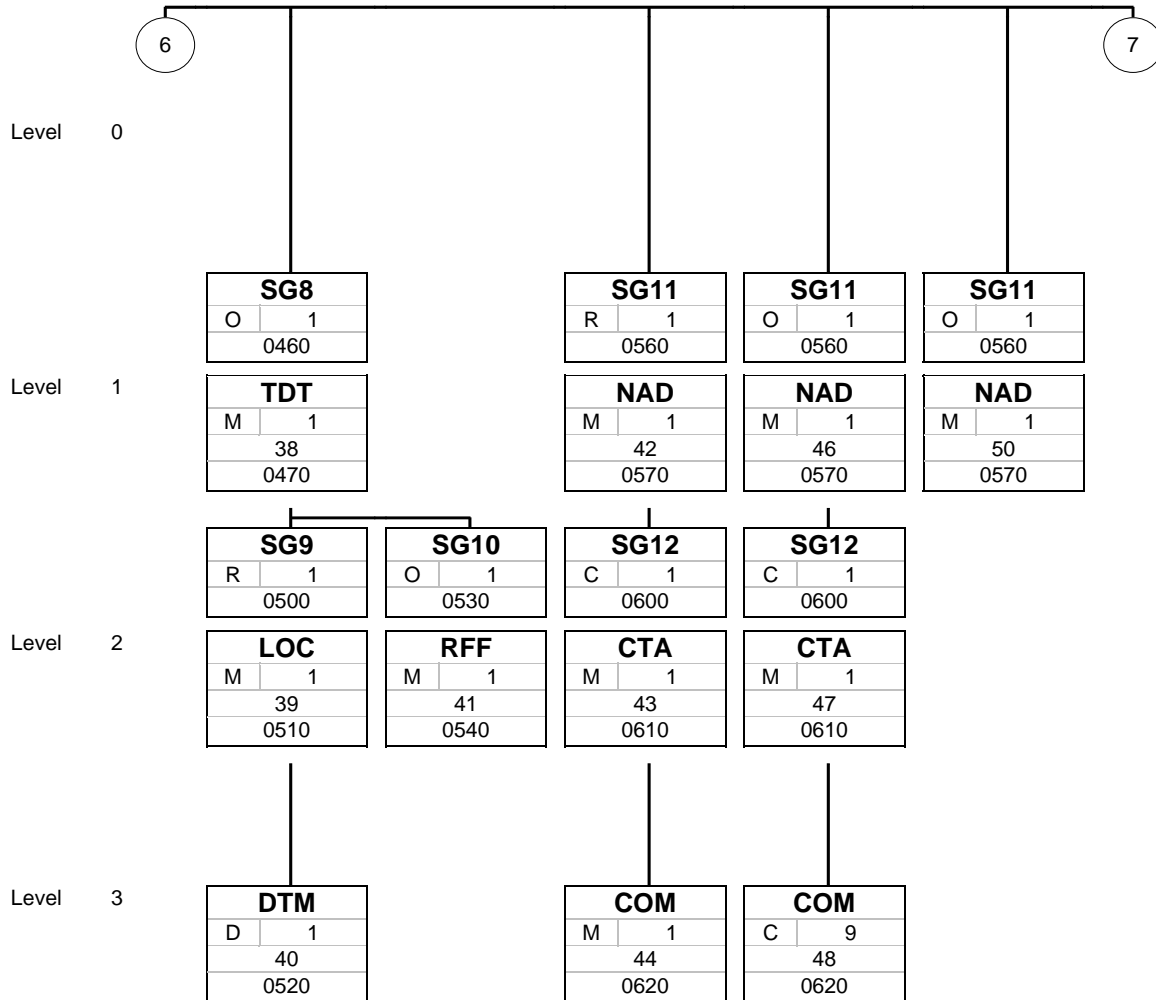 6 7
Level 0
SG8 SG11 SG11 SG11
O 1 R 1 O 1 O 1
0460 0560 0560 0560
Level 1 TDT NAD NAD NAD
M 1 M 1 M 1 M 1
38 42 46 50
0470 0570 0570 0570
SG9 SG10 SG12 SG12
R 1 O 1 C 1 C 1
0500 0530 0600 0600
Level 2 LOC RFF CTA CTA
M 1 M 1 M 1 M 1
39 41 43 47
0510 0540 0610 0610
Level 3 DTM COM COM
D 1 M 1 C 9
40 44 48
0520 0620 0620